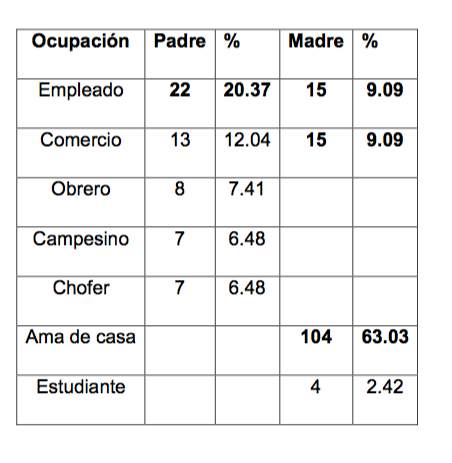 Ocupación Padre % Madre %
Empleado 22 20.37 15 9.09
Comercio 13 12.04 15 9.09
Obrero 8 7.41
Campesino 7 6.48
Chofer 7 6.48
Ama de casa 104 63.03
Estudiante 4 2.42